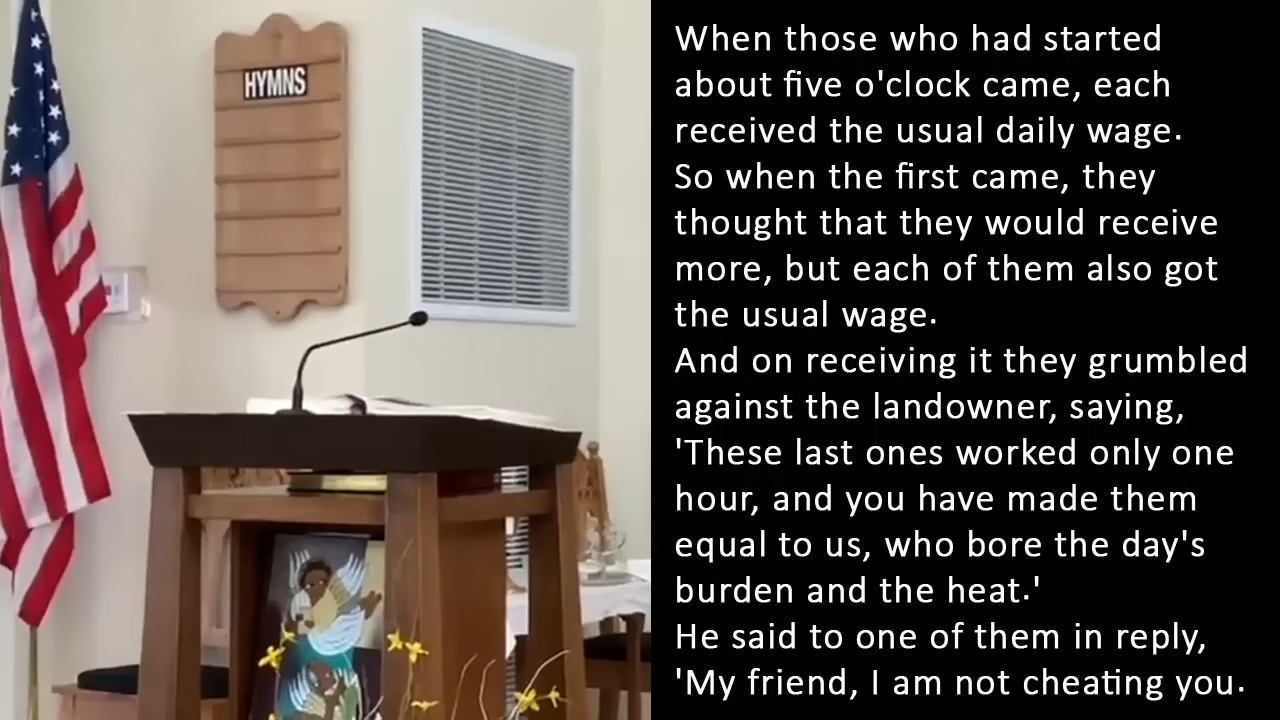 HYMNS
When those who had started
about five o'clock came, each
received the usual daily wage.
So when the first came, they
thought that they would receive
more, but each of them also got
the usual wage.
And on receiving it they grumbled
against the landowner, saying,
'These last ones worked only one
hour, and you have made them
equal to us, who bore the day's
burden and the heat.'
He said to one of them in reply,
'My friend, I am not cheating you.